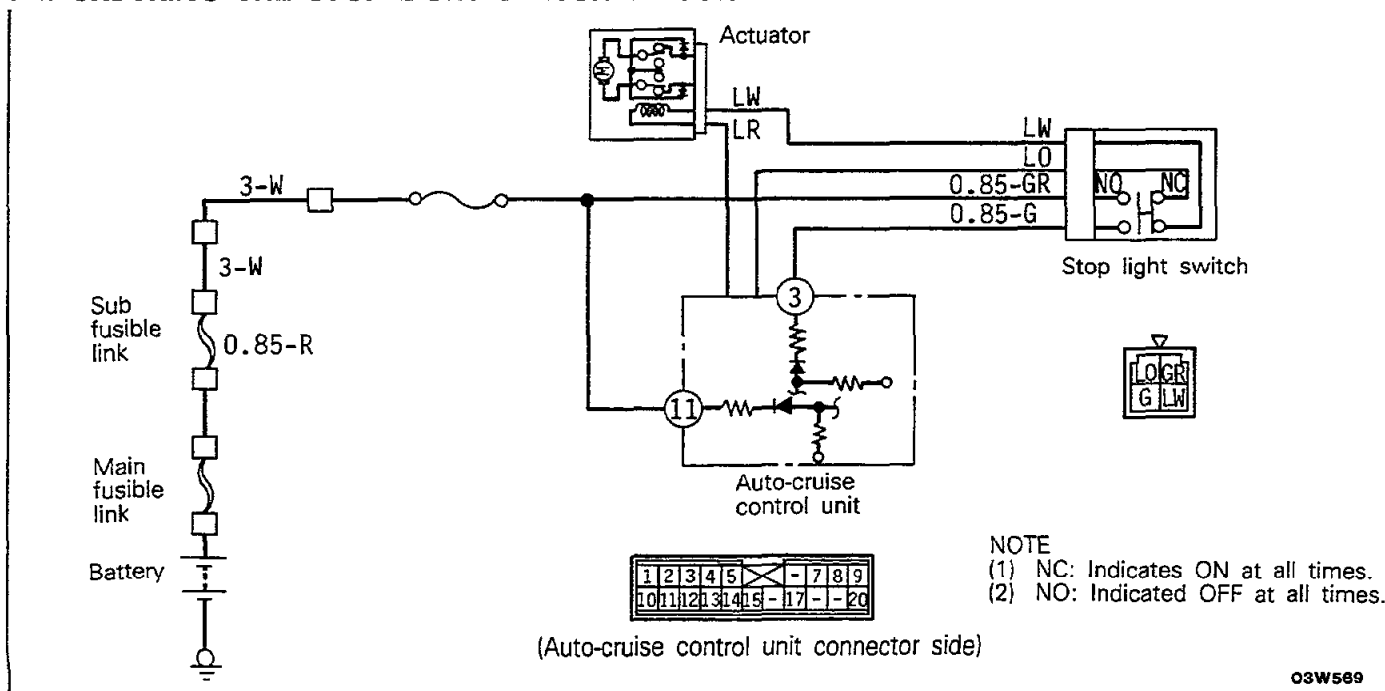 Actuator
M
LW
LR
LW
LO
0.85-GR
0.85-G
NO
NC
Stop light switch
3-W
3-W
Sub
fusible
link
0.85-R
3
11
LO GR
G LW
Main
fusible
link
Auto-cruise
control unit
Battery
1 2 3 4 5 - 7 8 9
10 11 12 13 14 15 - 17 - - 20
(Auto-cruise control unit connector side)
NOTE
(1) NC: Indicates ON at all times.
(2) NO: Indicated OFF at all times.
03W569